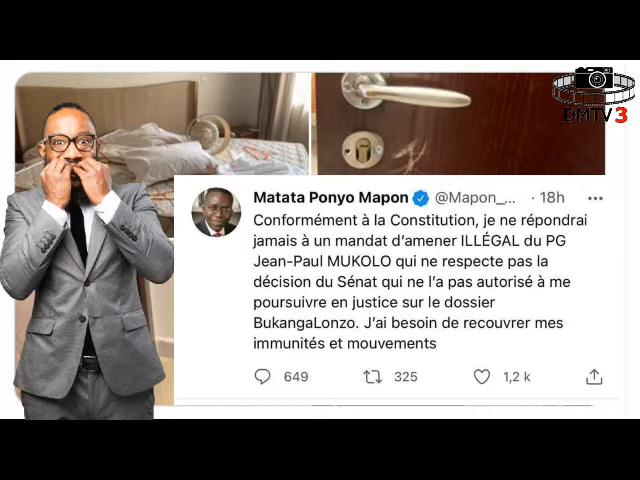 DMTV 3
Matata Ponyo Mapon @Mapon_... · 18h
Conformément à la Constitution, je ne répondrai
jamais à un mandat d'amener ILLÉGAL du PG
Jean-Paul MUKOLO qui ne respecte pas la
décision du Sénat qui ne l'a pas autorisé à me
poursuivre en justice sur le dossier
BukangaLonzo. J'ai besoin de recouvrer mes
immunités et mouvements
649 325 1,2 k